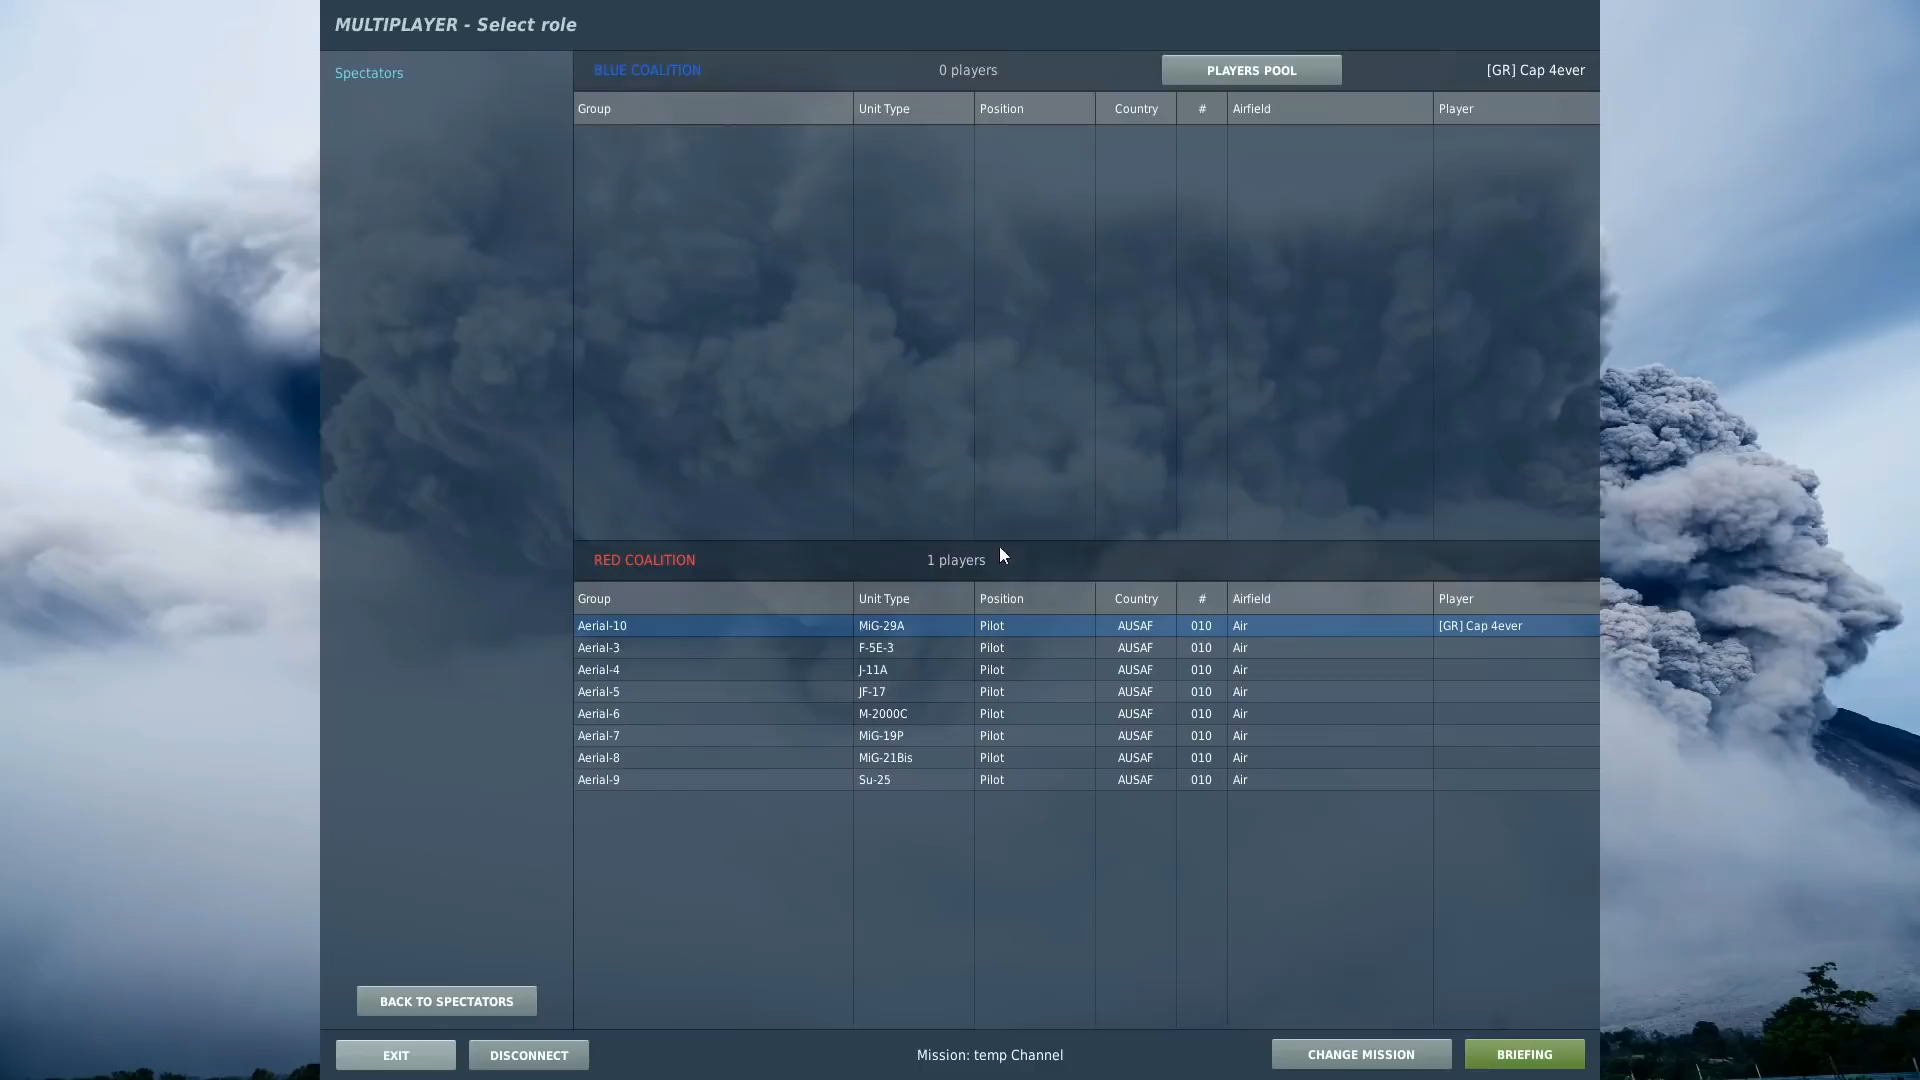 MULTIPLAYER - Select role
Spectators
BLUE COALITION 0 players PLAYERS POOL [GR] Cap 4ever
Group Unit Type Position Country # Airfield Player
RED COALITION 1 players
Group Unit Type Position Country # Airfield Player
Aerial-10 MiG-29A Pilot AUSAF 010 Air [GR] Cap 4ever
Aerial-3 F-5E-3 Pilot AUSAF 010 Air
Aerial-4 J-11A Pilot AUSAF 010 Air
Aerial-5 JF-17 Pilot AUSAF 010 Air
Aerial-6 M-2000C Pilot AUSAF 010 Air
Aerial-7 MiG-19P Pilot AUSAF 010 Air
Aerial-8 MiG-21Bis Pilot AUSAF 010 Air
Aerial-9 Su-25 Pilot AUSAF 010 Air
BACK TO SPECTATORS
EXIT DISCONNECT Mission: temp Channel CHANGE MISSION BRIEFING